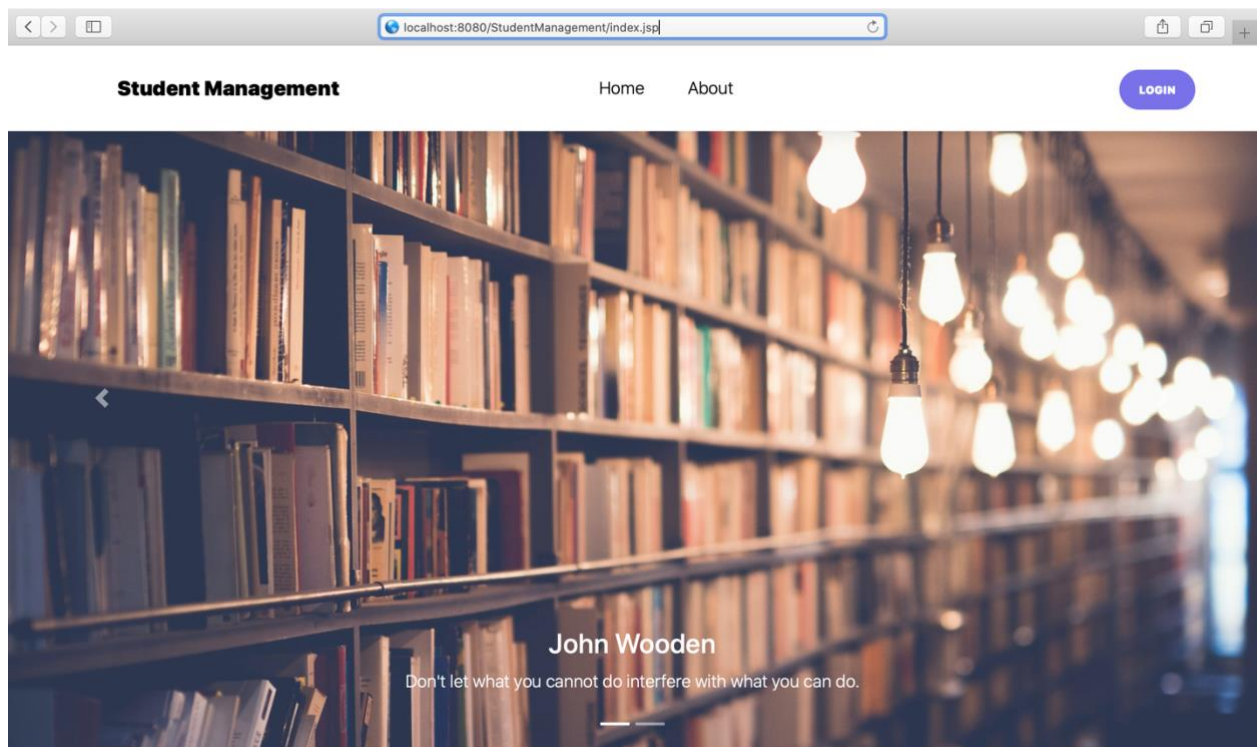 localhost:8080/StudentManagement/index.jsp
Student Management Home About LOGIN
John Wooden
Don't let what you cannot do interfere with what you can do.